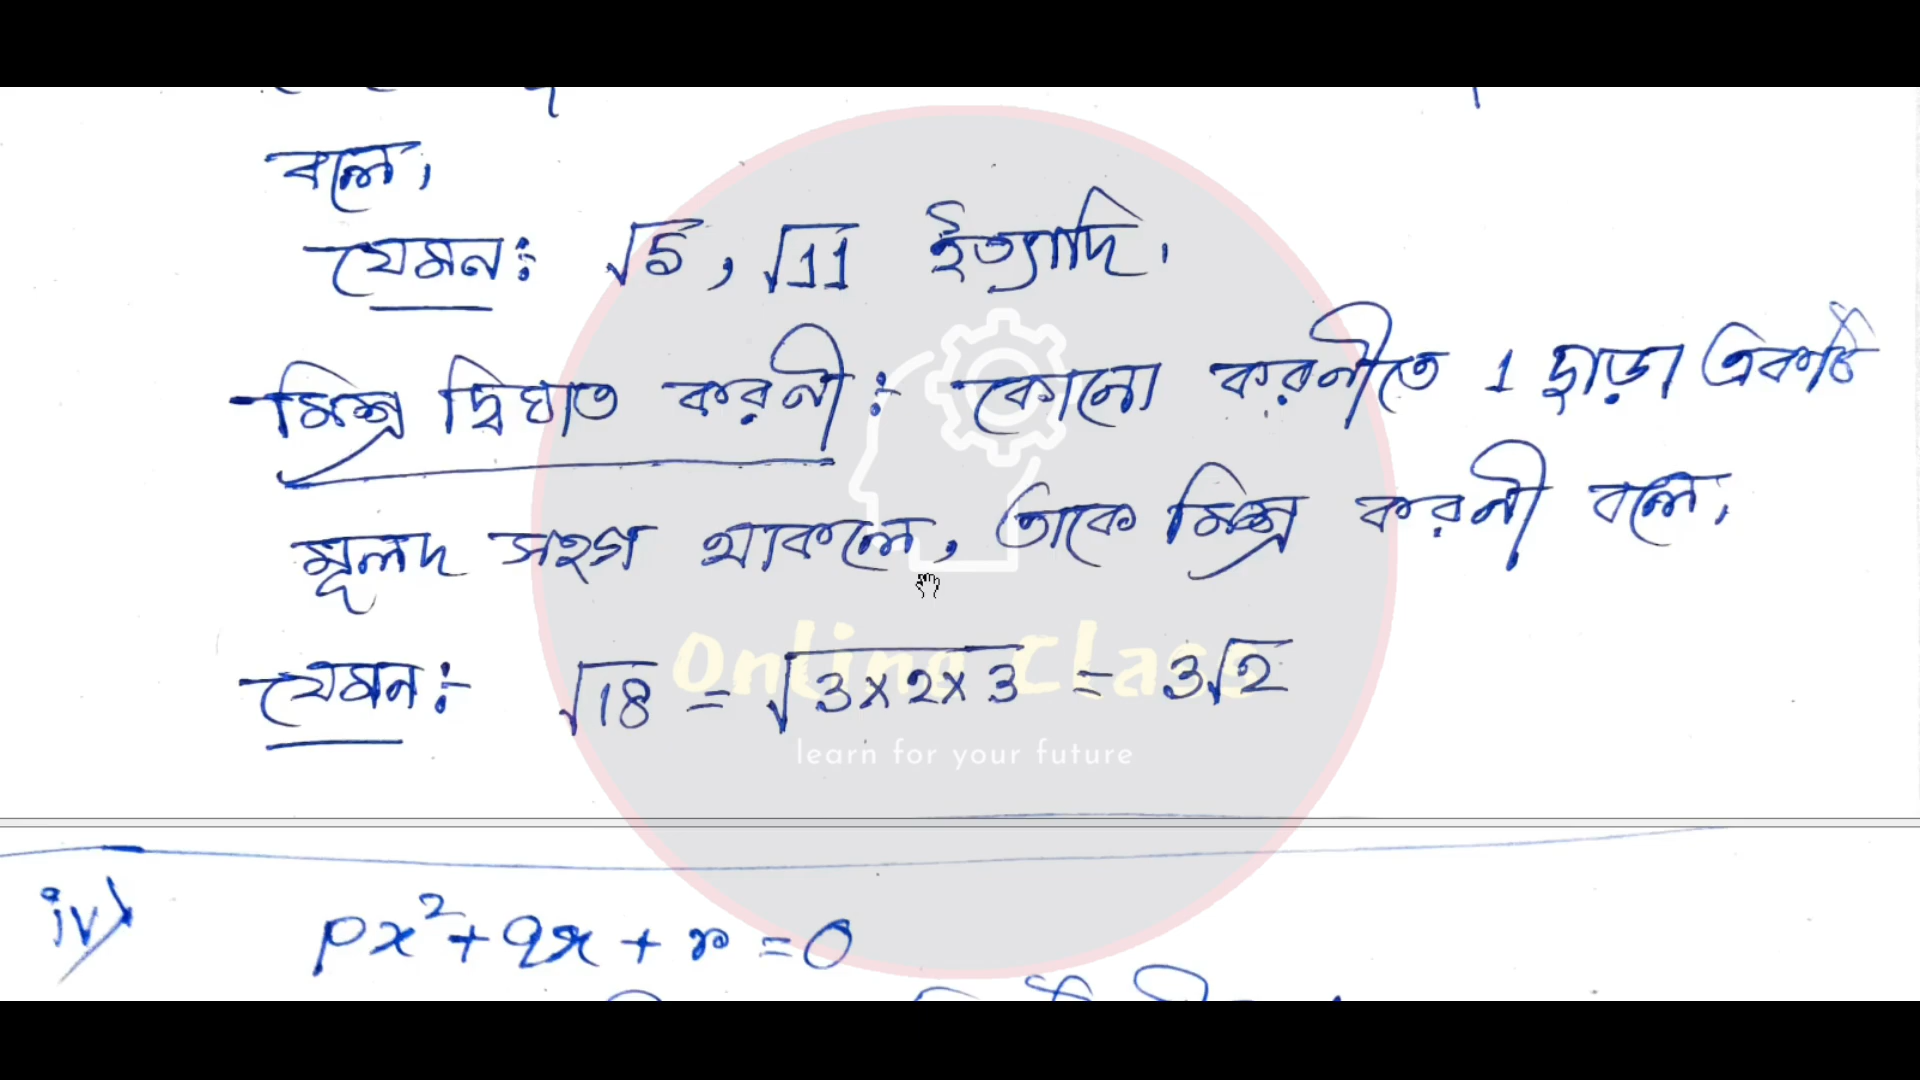 বলে।
যেমনঃ √5, √11 ইত্যাদি।
মিশ্র দ্বিঘাত করণীঃ- কোনো করণীতে 1 ছাড়া একটি
মূলদ সহগ থাকলে, তাকে মিশ্র করণী বলে।
Online Class
যেমনঃ- √18 = √3×2×3 = 3√2
learn for your future
iv) px²+qx+r=0